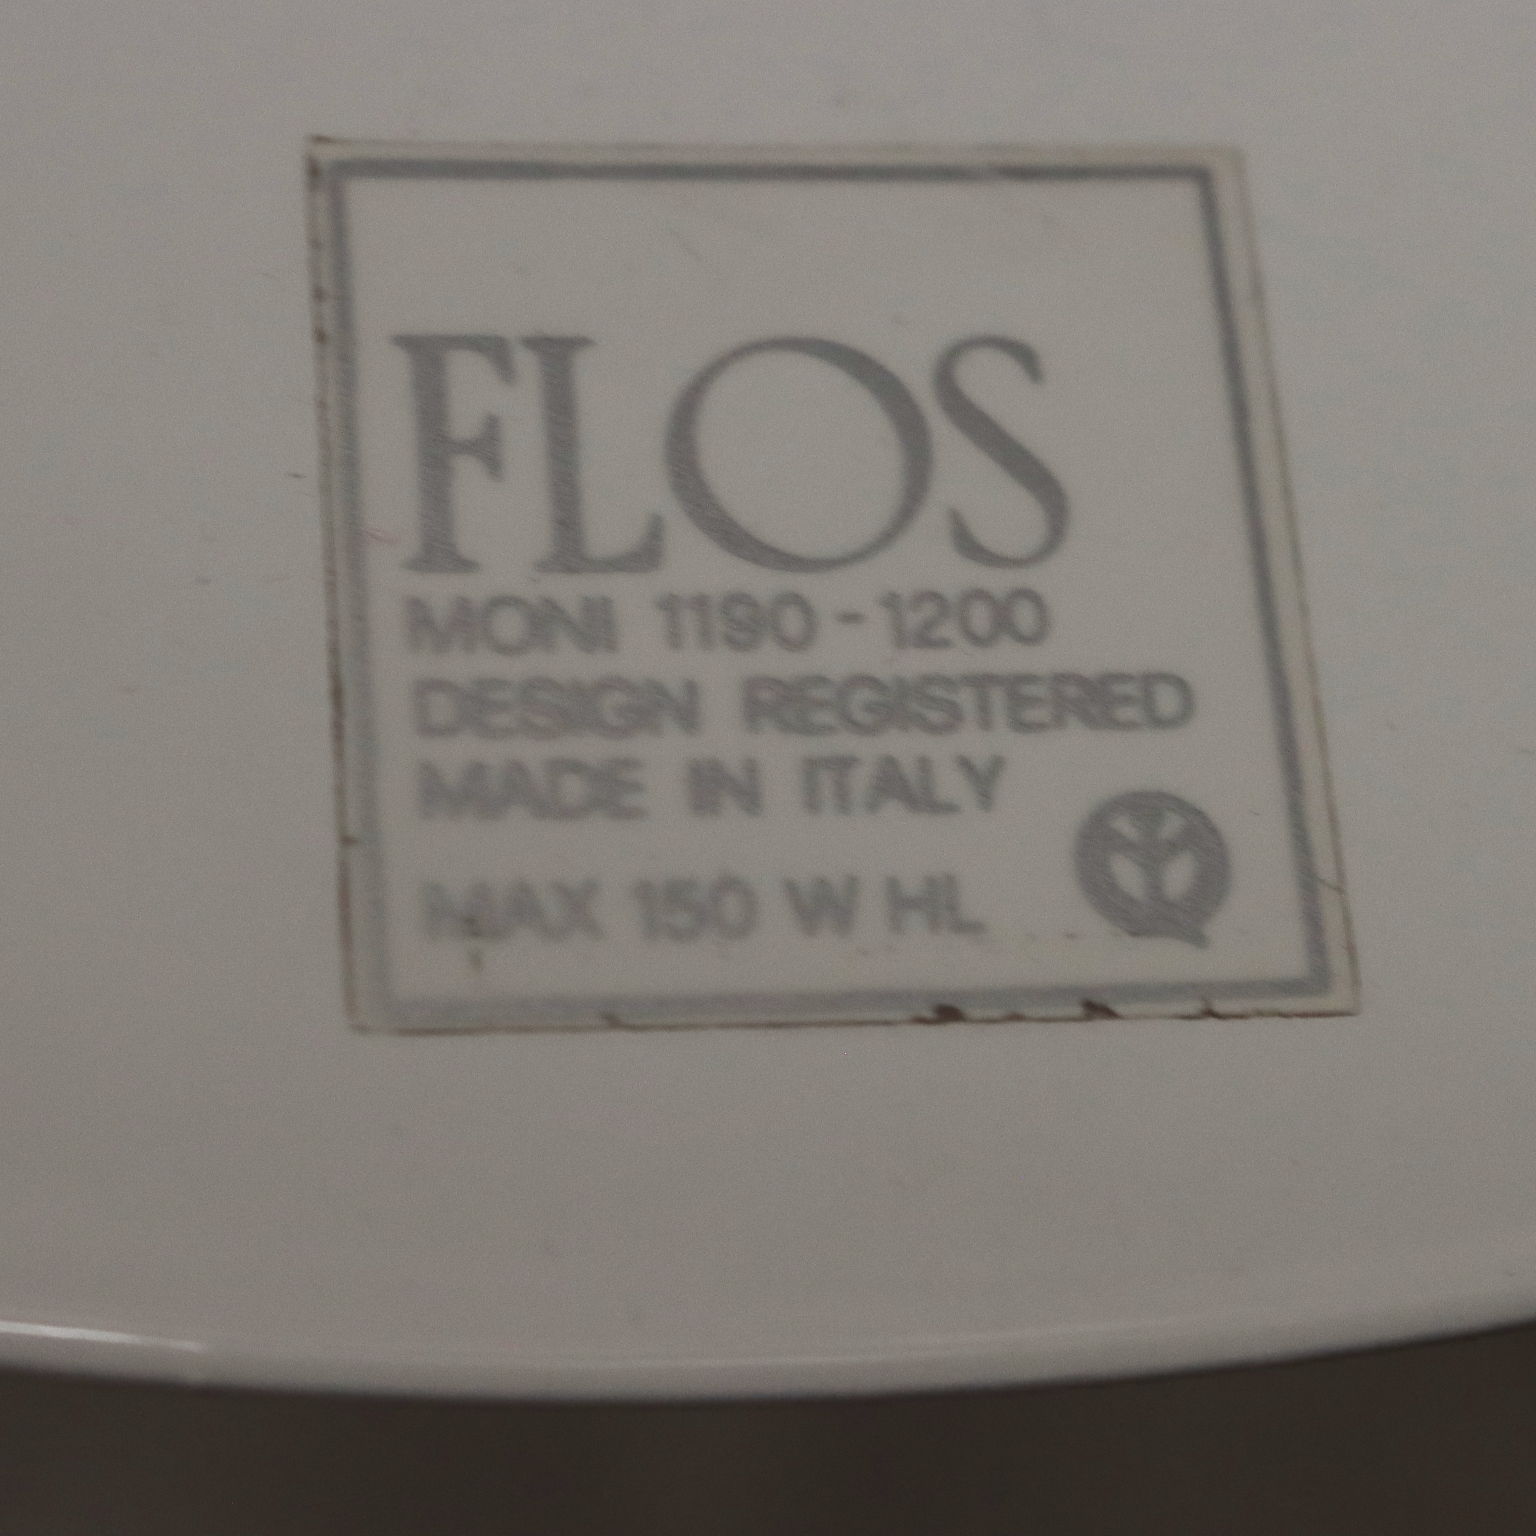 FLOS
MONI 1190-1200
DESIGN REGISTERED
MADE IN ITALY
MAX 150 W HL